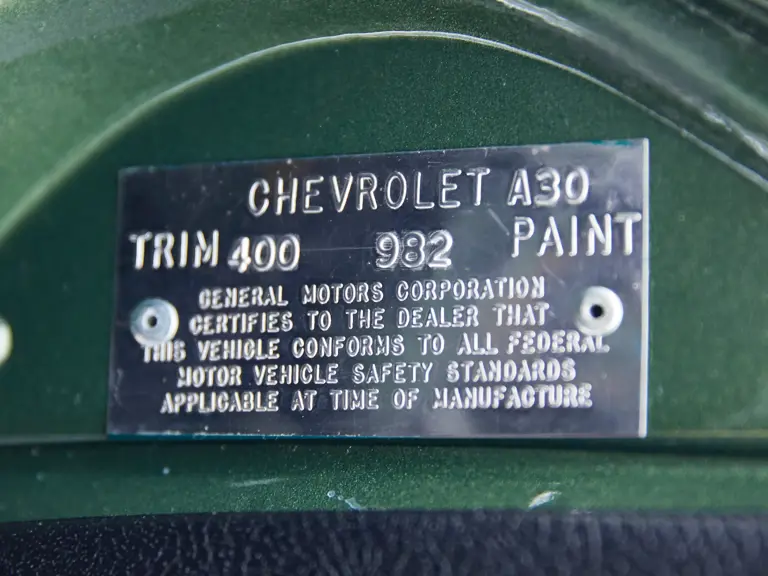 CHEVROLET A30
TRIM 400 982 PAINT
GENERAL MOTORS CORPORATION
CERTIFIES TO THE DEALER THAT
THIS VEHICLE CONFORMS TO ALL FEDERAL
MOTOR VEHICLE SAFETY STANDARDS
APPLICABLE AT TIME OF MANUFACTURE